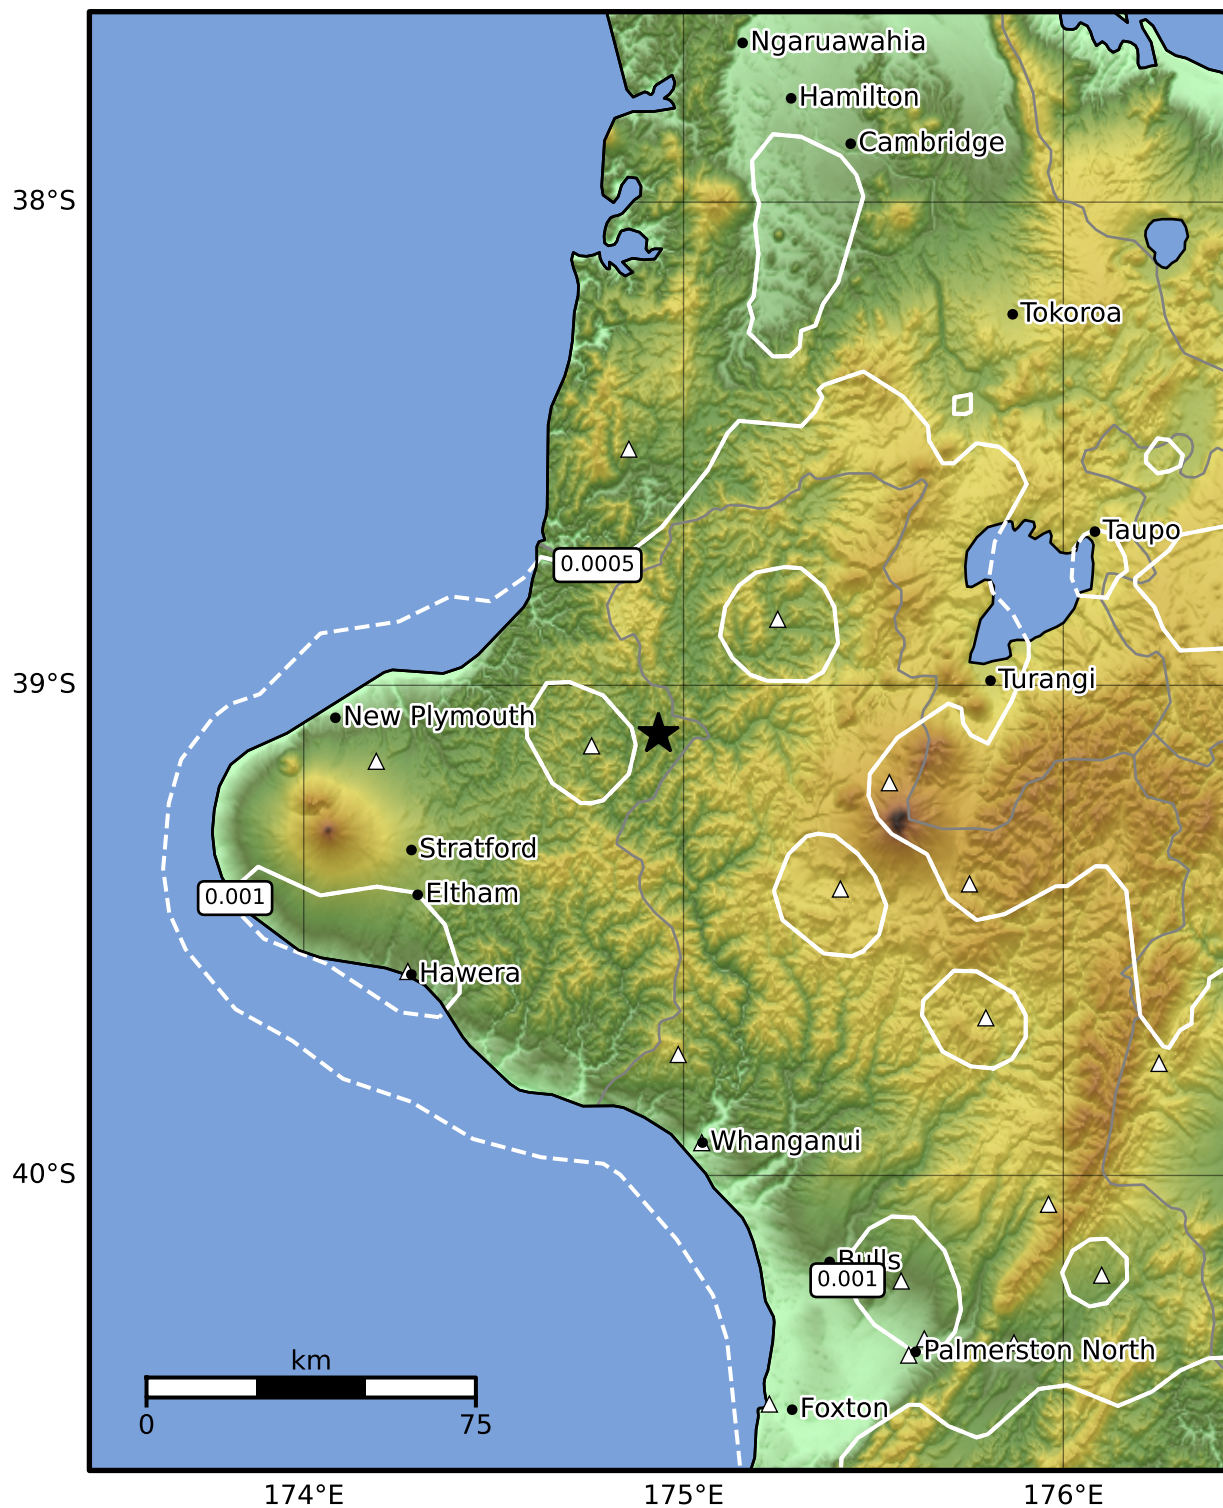 Ngaruawahia
Hamilton
Cambridge
38°S
Tokoroa
Taupo
0.0005
39°S
Turangi
New Plymouth
Stratford
0.001
Eltham
Hawera
Whanganui
40°S
Bulls
0.001
Palmerston North
km
Foxton
0 75
174°E 175°E 176°E